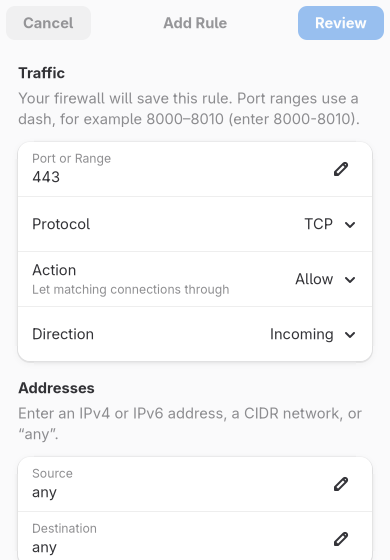 Cancel
Add Rule
Review
Traffic
Your firewall will save this rule. Port ranges use a
dash, for example 8000–8010 (enter 8000-8010).
Port or Range
443
Protocol
TCP
Action
Let matching connections through
Allow
Direction
Incoming
Addresses
Enter an IPv4 or IPv6 address, a CIDR network, or
“any”.
Source
any
Destination
any